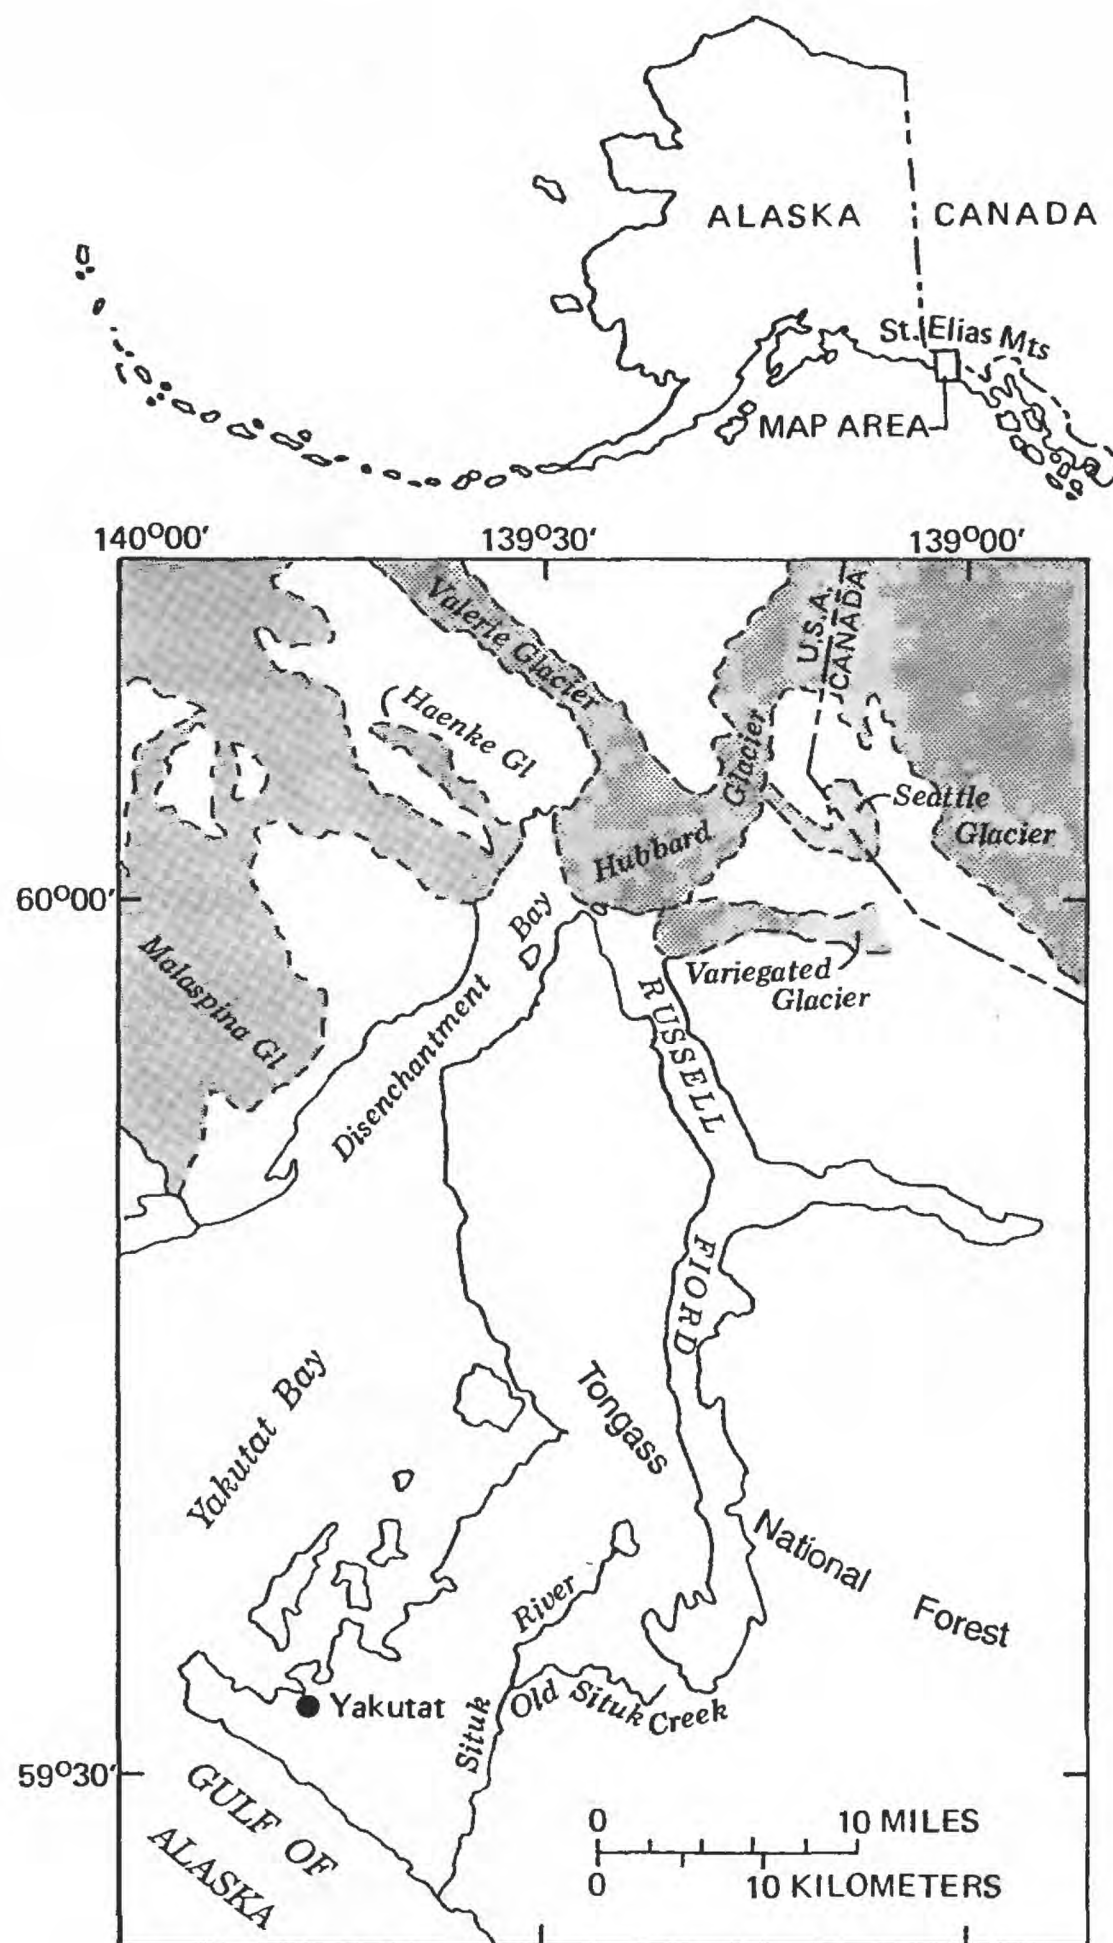 ALASKA
CANADA
St. Elias Mts
MAP AREA
140°00'
139°30'
139°00'
Valerie Glacier
U.S.A.
CANADA
Haenke Gl
Glacier
Hubbard
Seattle
Glacier
60°00'
Bay
Disenchantment
Malaspina Gl
Variegated
Glacier
RUSSELL
FIORD
Yakutat Bay
Tongass
National
Forest
River
Situk
Old Situk Creek
Yakutat
59°30'
GULF OF
ALASKA
0 10 MILES
0 10 KILOMETERS